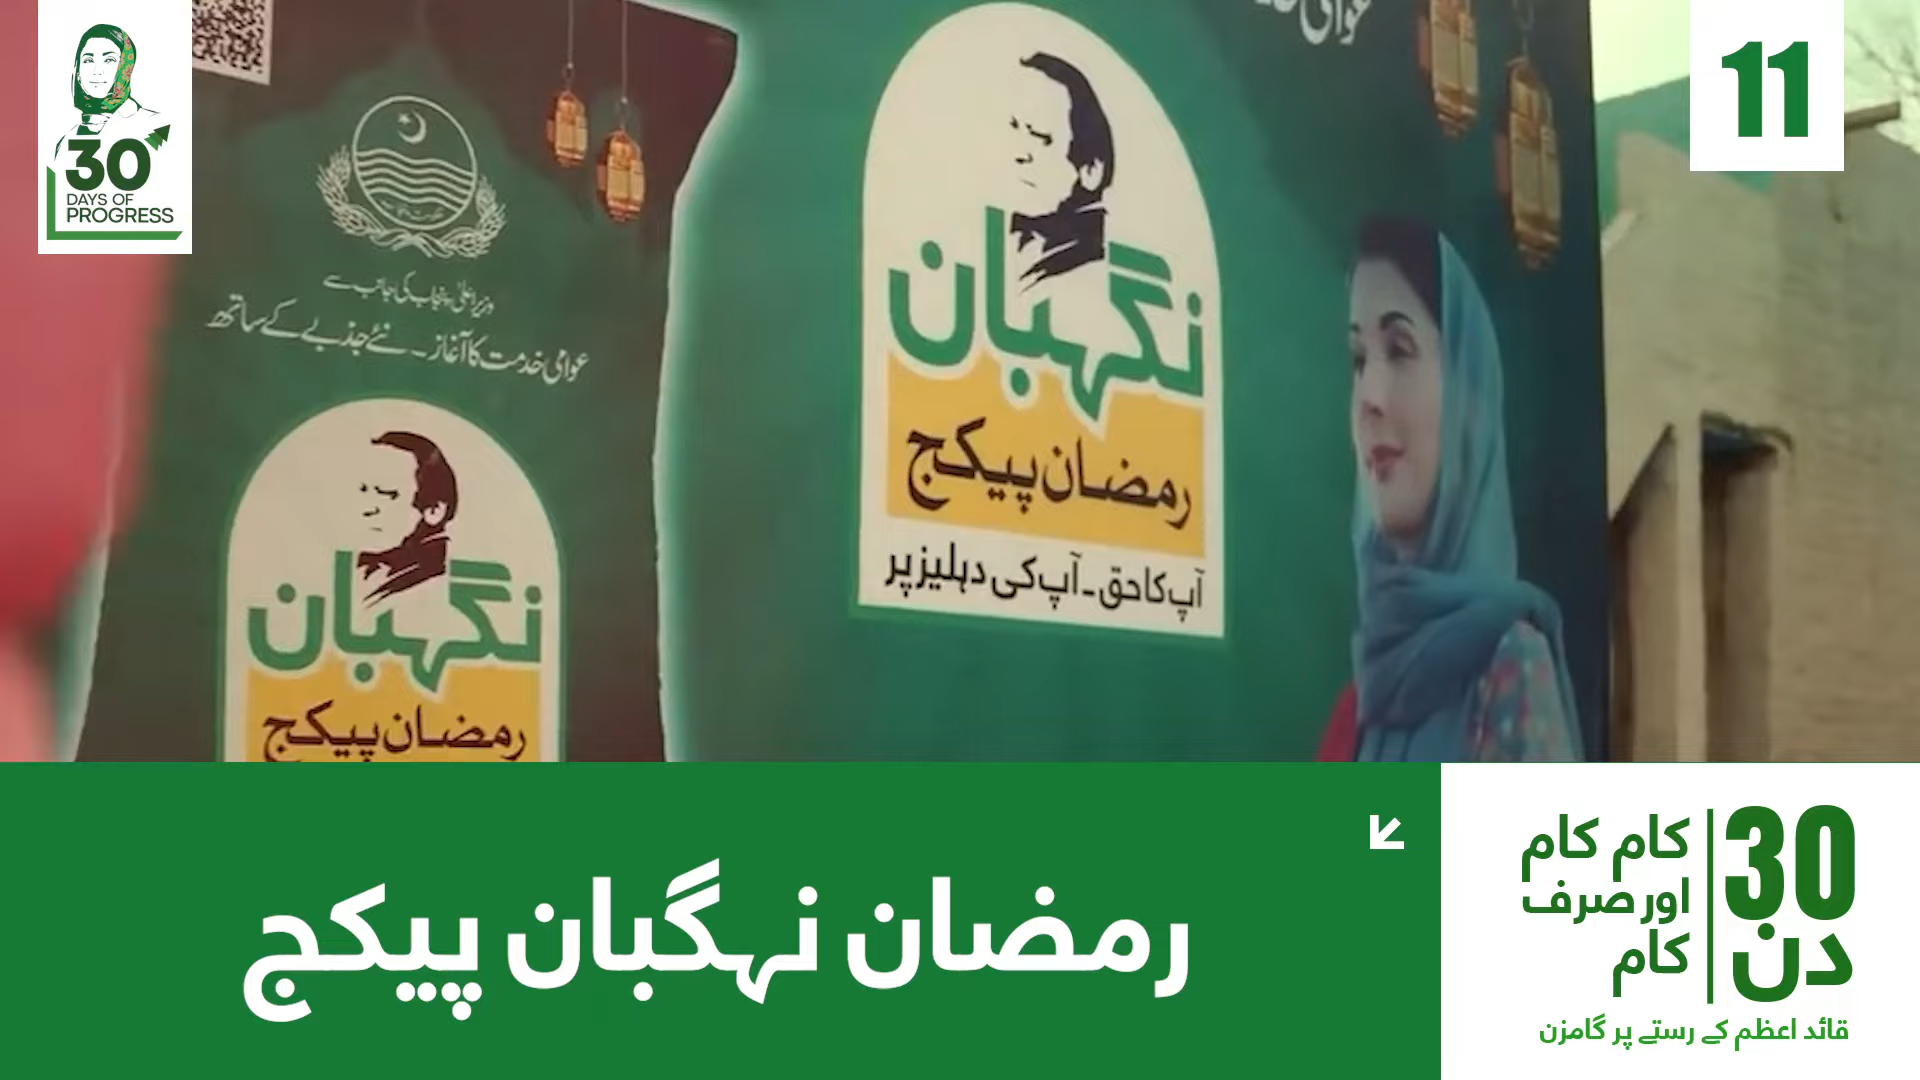 30
DAYS OF
PROGRESS
11
وزیراعلیٰ پنجاب کی جانب سے
عوامی خدمت کا آغاز ۔ نئے جذبے کے ساتھ
نگہبان
رمضان پیکج
نگہبان
رمضان پیکج
آپ کا حق ۔ آپ کی دہلیز پر
عوامی
رمضان نہگبان پیکج
30 دن
کام کام
اور صرف
کام
قائد اعظم کے رستے پر گامزن